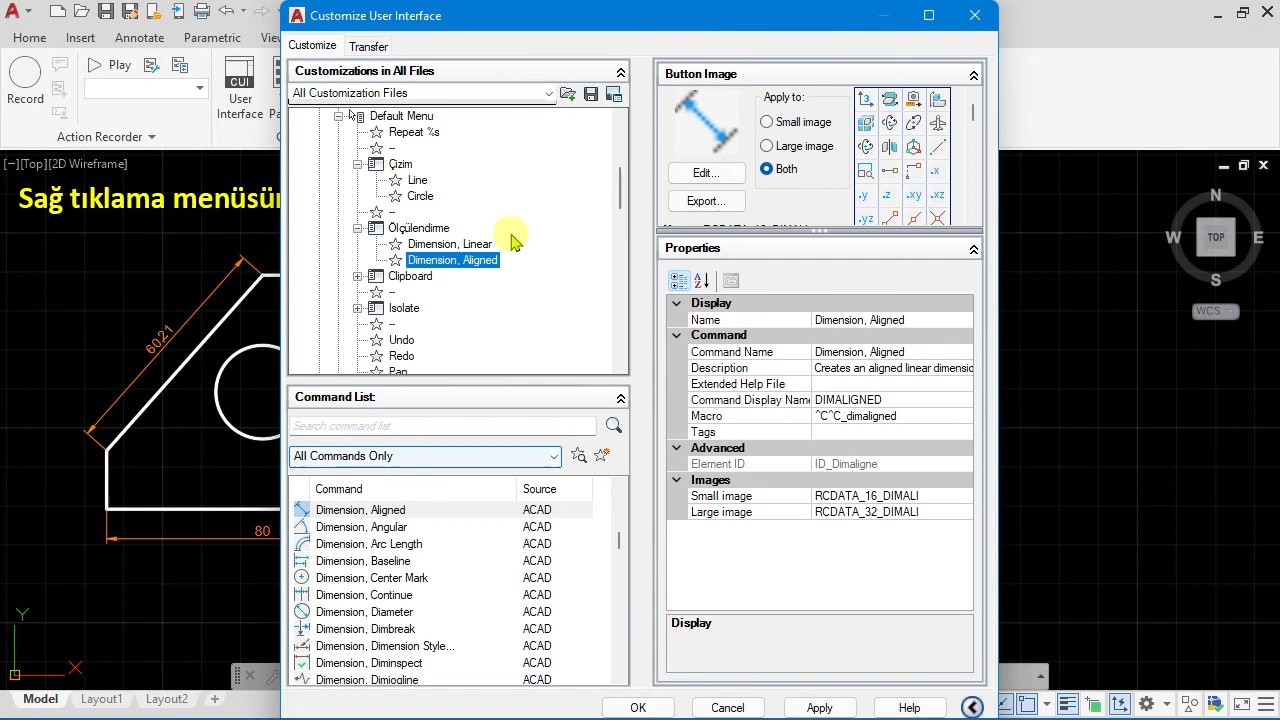 Customize User Interface
Home Insert Annotate Parametric
Play
Record
CUI
User Interface
Action Recorder
[−][Top][2D Wireframe]
Sağ tıklama menüsü
60,21
80
Y
X
Model Layout1 Layout2 +
Customize Transfer
Customizations in All Files
All Customization Files
Default Menu
Repeat %s
--
Çizim
Line
Circle
--
Ölçülendirme
Dimension, Linear
Dimension, Aligned
Clipboard
--
Isolate
--
Undo
Redo
Pan
Command List:
Search command list
All Commands Only
Command Source
Dimension, Aligned ACAD
Dimension, Angular ACAD
Dimension, Arc Length ACAD
Dimension, Baseline ACAD
Dimension, Center Mark ACAD
Dimension, Continue ACAD
Dimension, Diameter ACAD
Dimension, Dimbreak ACAD
Dimension, Dimension Style... ACAD
Dimension, Diminspect ACAD
Dimension, Dimjogline ACAD
Button Image
Apply to:
Small image
Large image
Both
Edit...
Export...
.x
.y .z .xy .xz
.yz
Properties
Display
Name Dimension, Aligned
Command
Command Name Dimension, Aligned
Description Creates an aligned linear dimensio
Extended Help File
Command Display Name DIMALIGNED
Macro ^C^C_dimaligned
Tags
Advanced
Element ID ID_Dimaligne
Images
Small image RCDATA_16_DIMALI
Large image RCDATA_32_DIMALI
Display
OK Cancel Apply Help
N
W TOP E
S
WCS